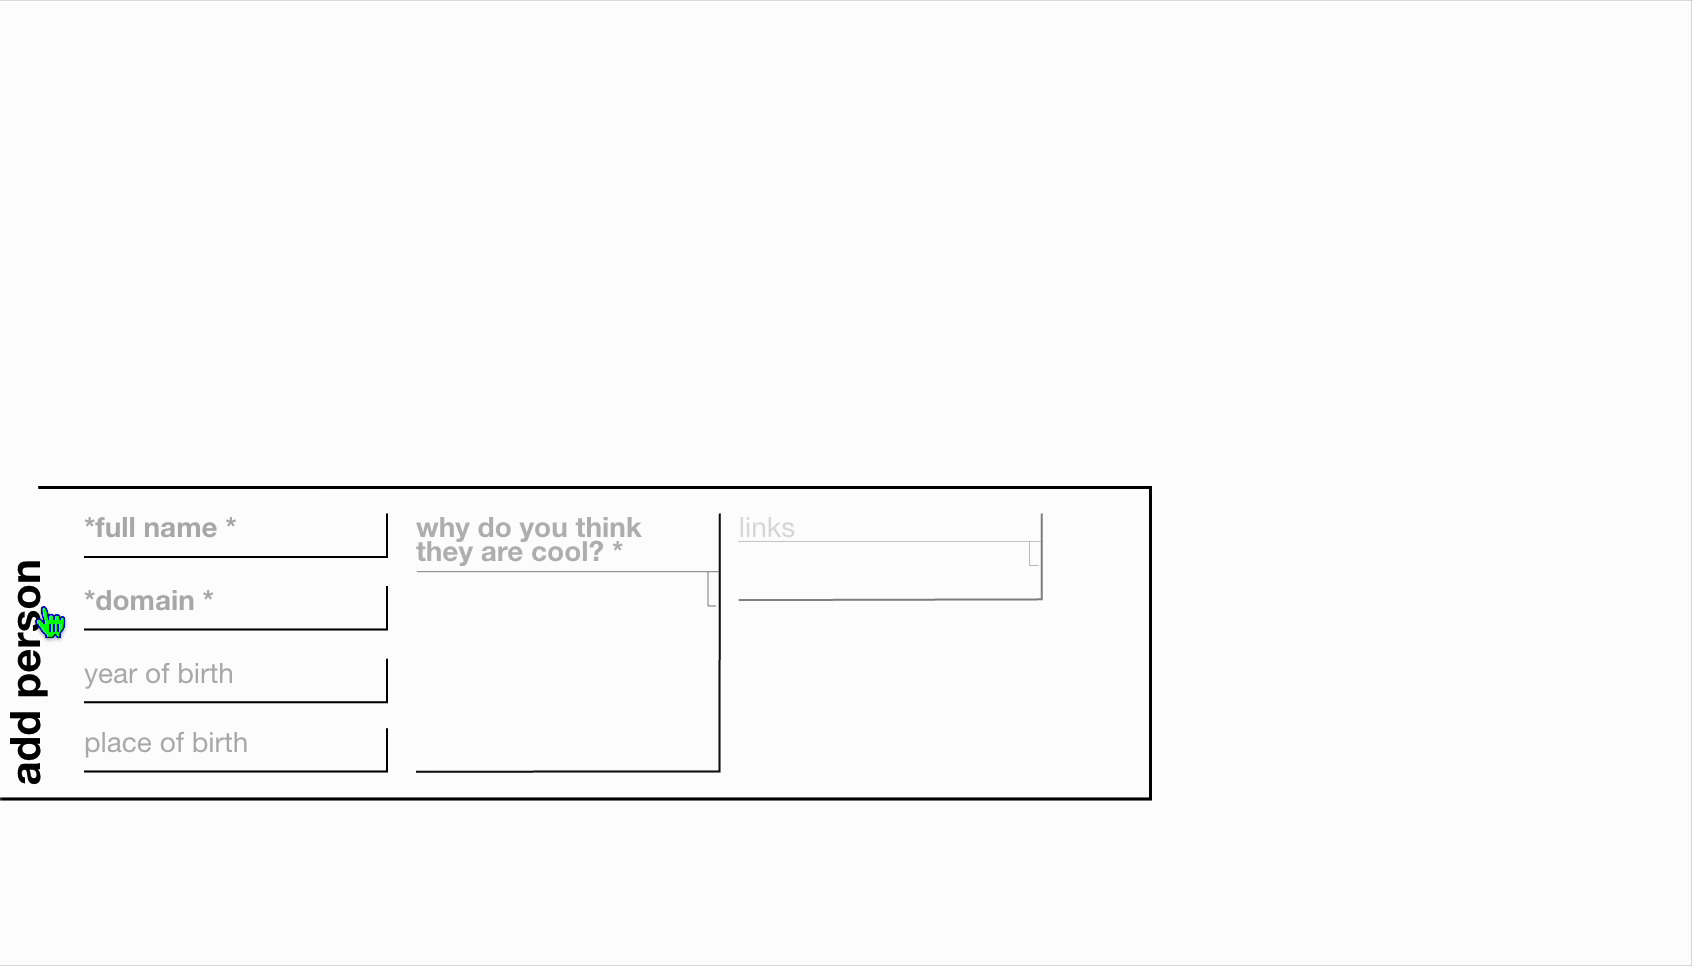 add person
*full name *
*domain *
year of birth
place of birth
why do you think
they are cool? *
links